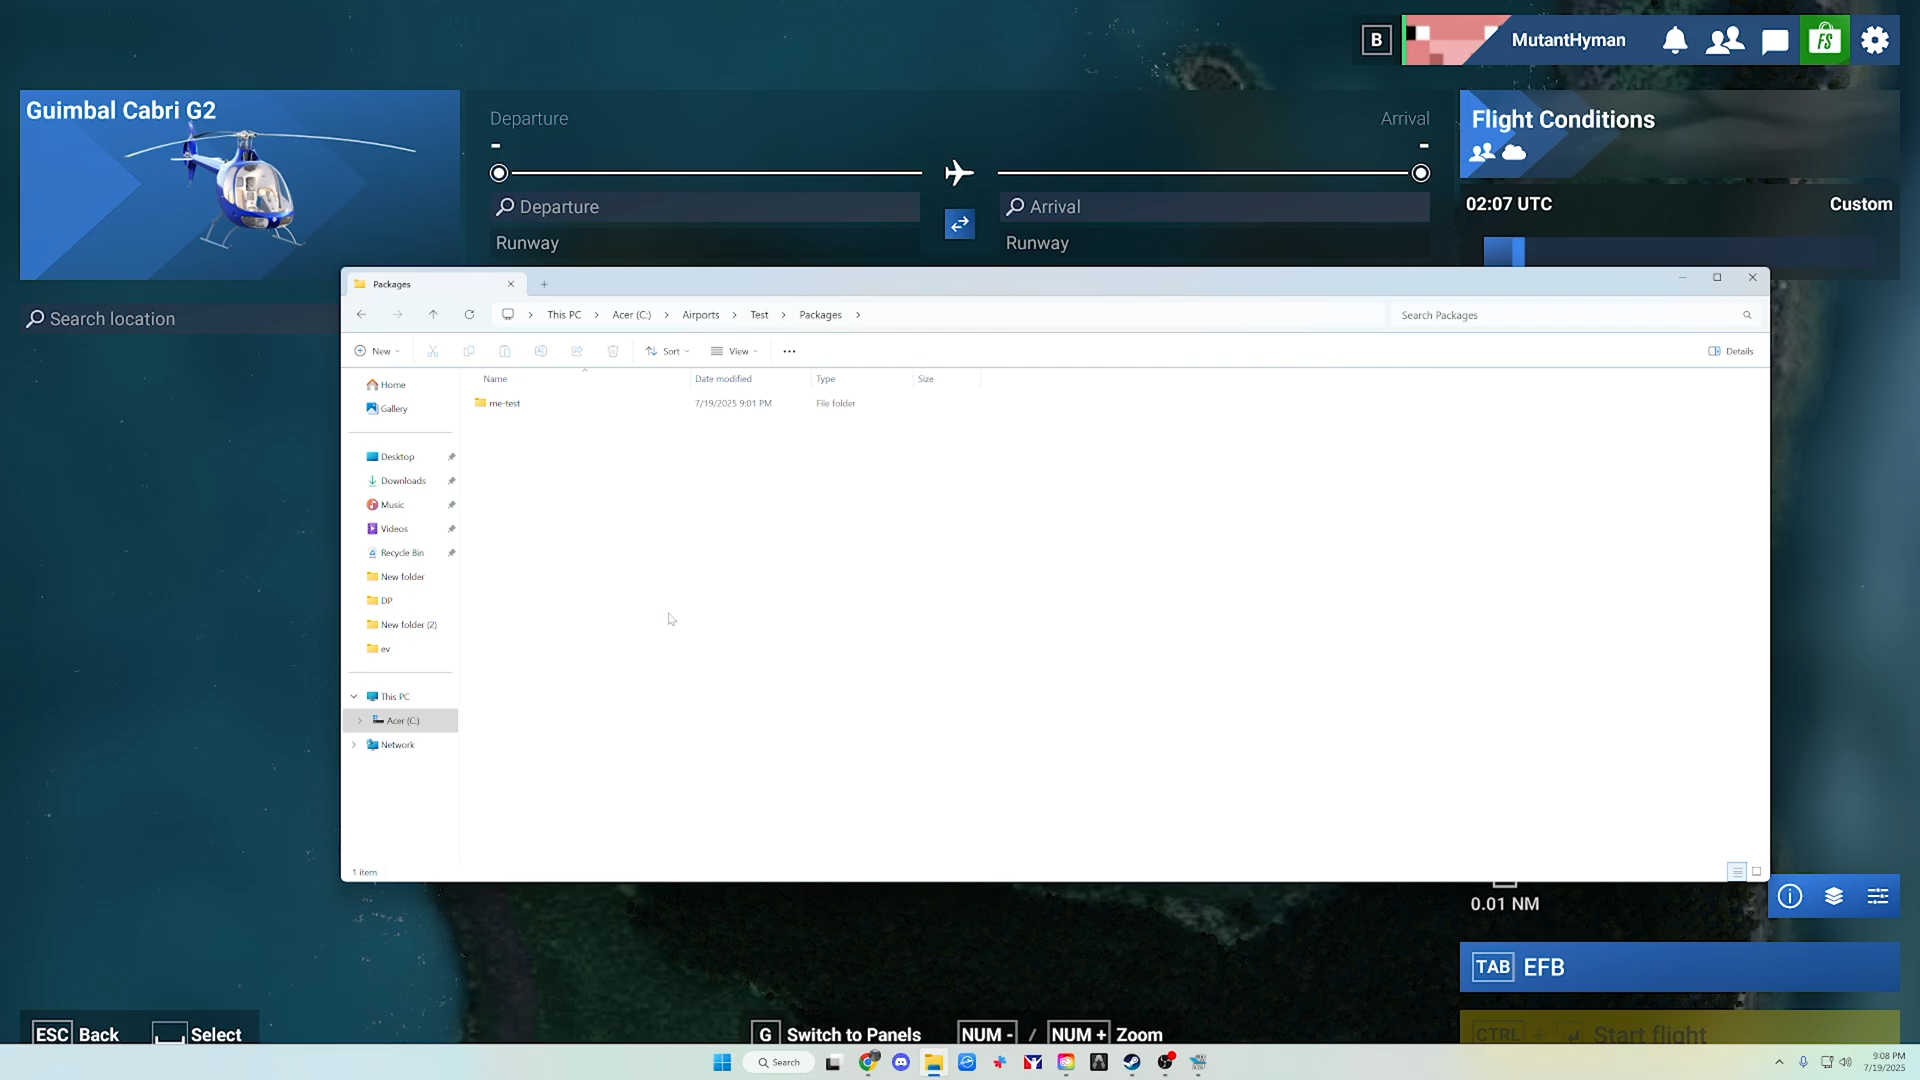 B
MutantHyman
FS
Guimbal Cabri G2
Departure
Arrival
-
-
Departure
Arrival
Runway
Runway
Flight Conditions
02:07 UTC
Custom
Search location
Packages
This PC
Acer (C:)
Airports
Test
Packages
Search Packages
New
Sort
View
Details
Name
Date modified
Type
Size
me-test
7/19/2025 9:01 PM
File folder
Home
Gallery
Desktop
Downloads
Music
Videos
Recycle Bin
New folder
DP
New folder (2)
ev
This PC
Acer (C:)
Network
1 item
0.01 NM
TAB EFB
CTRL + Start flight
ESC Back
Select
G Switch to Panels
NUM - / NUM + Zoom
Search
9:08 PM
7/19/2025